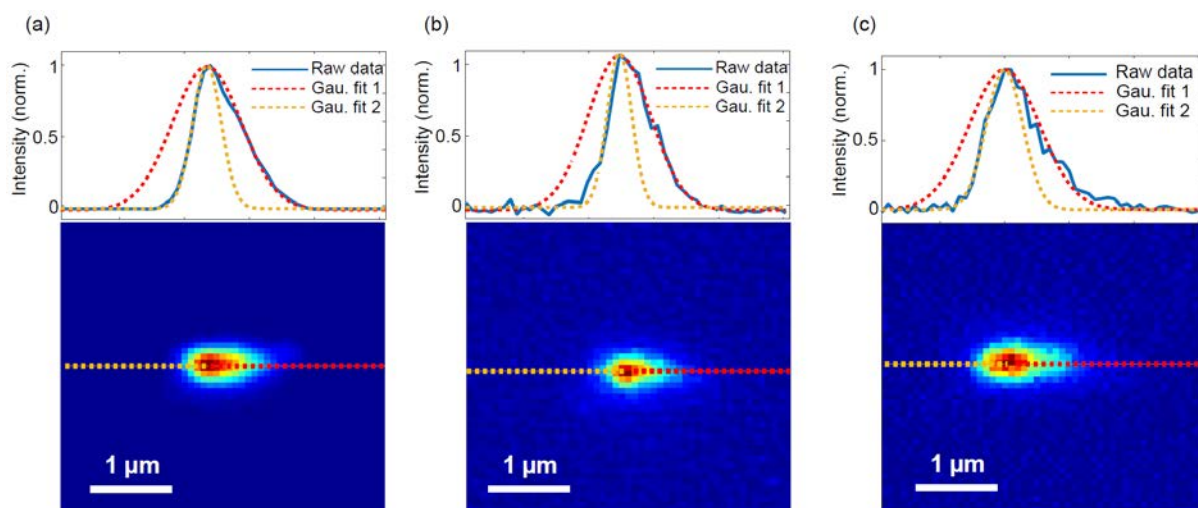 (a)
Intensity (norm.)
1
0.5
0
Raw data
Gau. fit 1
Gau. fit 2
1 µm
(b)
Intensity (norm.)
1
0.5
0
Raw data
Gau. fit 1
Gau. fit 2
1 µm
(c)
Intensity (norm.)
1
0.5
0
Raw data
Gau. fit 1
Gau. fit 2
1 µm